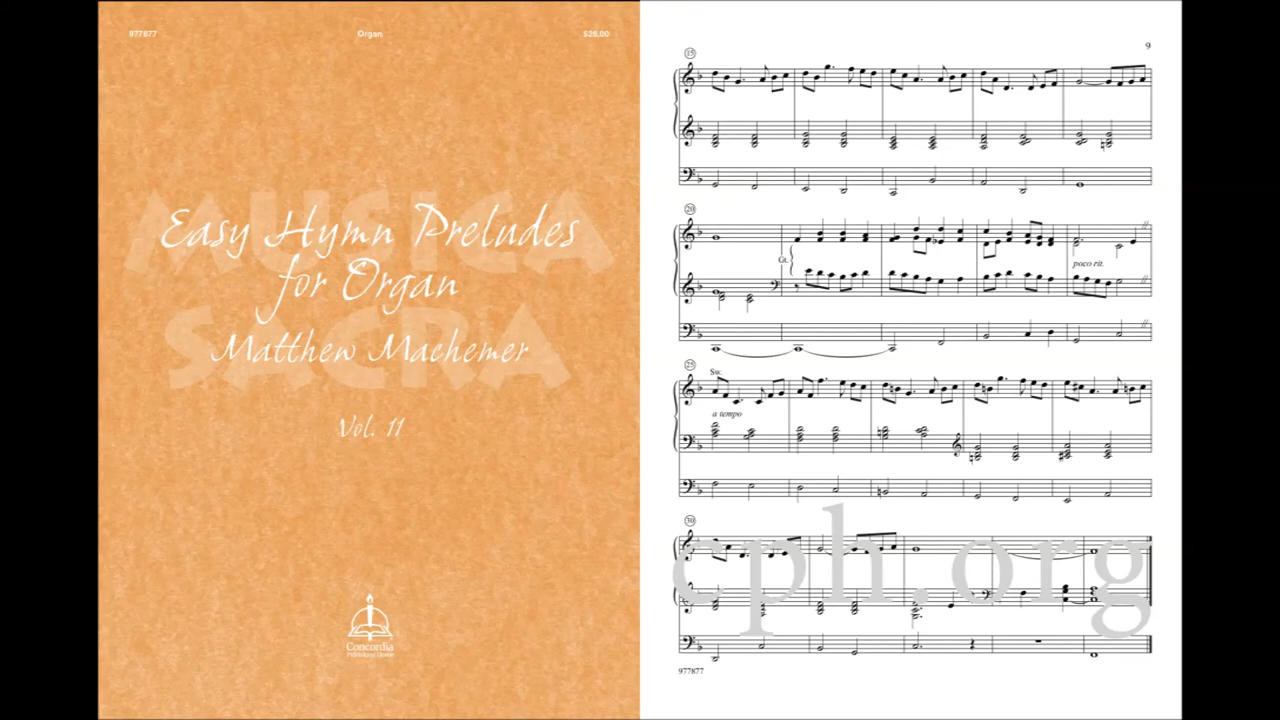 977877 Organ $26.00
MUSICA
SACRA
Easy Hymn Preludes
for Organ
Matthew Machemer
Vol. 11
Concordia
Publishing House
9
15
20
Gt.
poco rit.
25
Sw.
a tempo
30
cph.org
977877